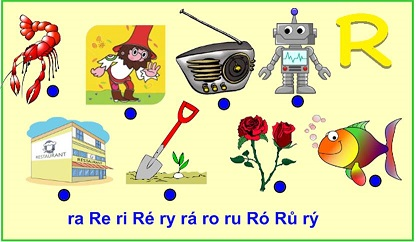 R
RESTAURANT
ra Re ri Ré ry rá ro ru Ró Rů rý